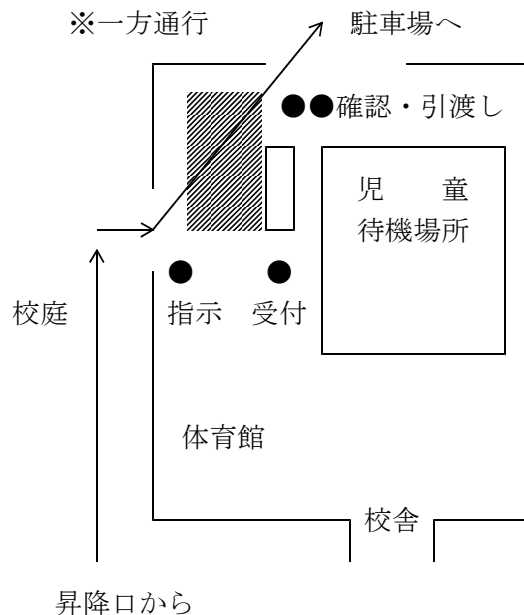 ※一方通行
駐車場へ
●●確認・引渡し
児　童
待機場所
校庭
●
指示
●
受付
体育館
校舎
昇降口から